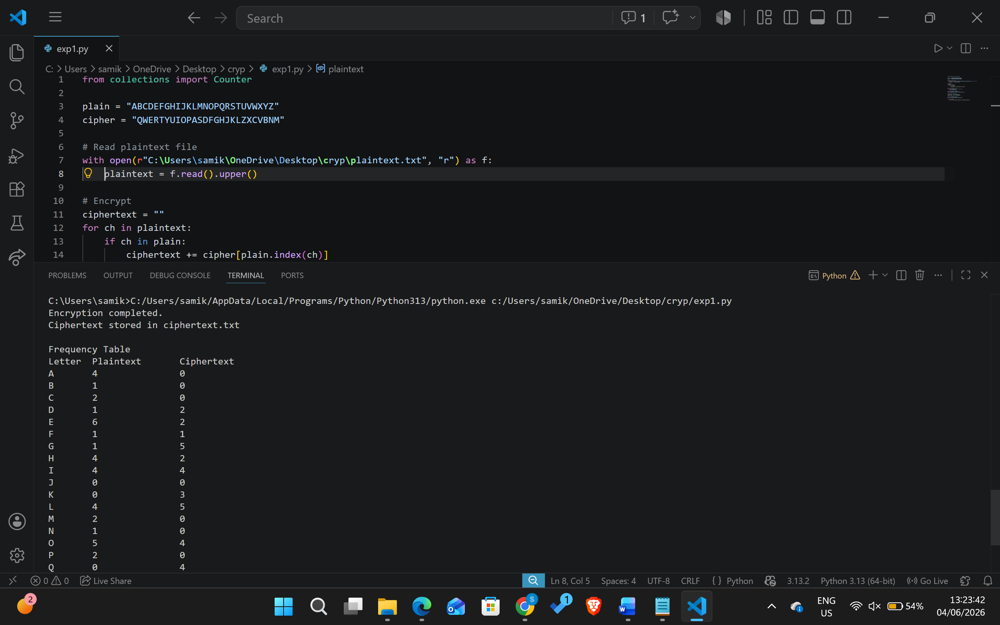 Search
1
exp1.py
C: > Users > samik > OneDrive > Desktop > cryp > exp1.py > plaintext
1 from collections import Counter
2
3 plain = "ABCDEFGHIJKLMNOPQRSTUVWXYZ"
4 cipher = "QWERTYUIOPASDFGHJKLZXCVBNM"
5
6 # Read plaintext file
7 with open(r"C:\Users\samik\OneDrive\Desktop\cryp\plaintext.txt", "r") as f:
8     plaintext = f.read().upper()
9
10 # Encrypt
11 ciphertext = ""
12 for ch in plaintext:
13     if ch in plain:
14         ciphertext += cipher[plain.index(ch)]
PROBLEMS OUTPUT DEBUG CONSOLE TERMINAL PORTS
Python
C:\Users\samik>C:/Users/samik/AppData/Local/Programs/Python/Python313/python.exe c:/Users/samik/OneDrive/Desktop/cryp/exp1.py
Encryption completed.
Ciphertext stored in ciphertext.txt
Frequency Table
Letter Plaintext Ciphertext
A 4 0
B 1 0
C 2 0
D 1 2
E 6 2
F 1 1
G 1 5
H 4 2
I 4 4
J 0 0
K 0 3
L 4 5
M 2 0
N 1 0
O 5 4
P 2 0
Q 0 4
0 0 Live Share Ln 8, Col 5 Spaces: 4 UTF-8 CRLF { } Python 3.13.2 Python 3.13 (64-bit) Go Live
2
S
1
ENG
US
54%
13:23:42
04/06/2026